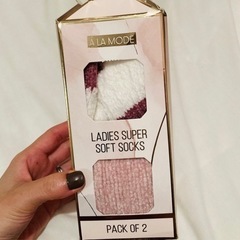 A LA MODE
LADIES SUPER
SOFT SOCKS
PACK OF 2